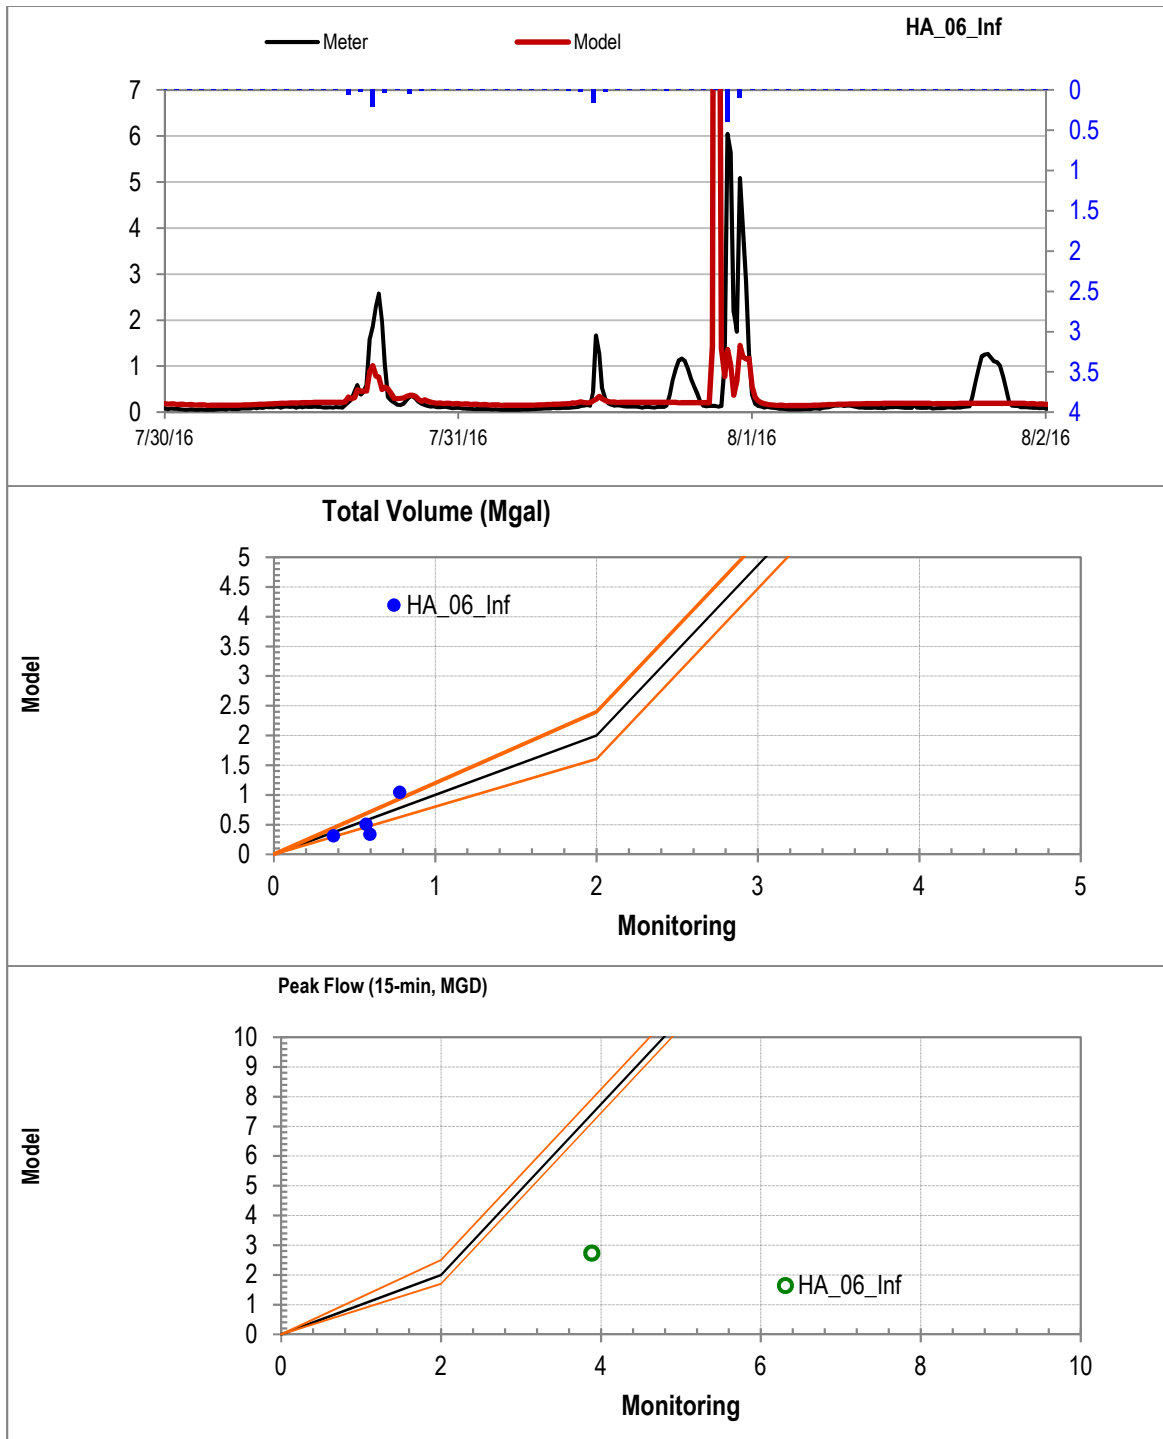 HA_06_Inf
Meter Model
7 0
6 0.5
5 1
4 1.5
3 2
2 2.5
1 3
0 3.5
4
7/30/16 7/31/16 8/1/16 8/2/16
Total Volume (Mgal)
5
4.5
4
3.5
3
2.5
2
1.5
1
0.5
0
HA_06_Inf
Model
0 1 2 3 4 5
Monitoring
Peak Flow (15-min, MGD)
10
9
8
7
6
5
4
3
2
1
0
HA_06_Inf
Model
0 2 4 6 8 10
Monitoring